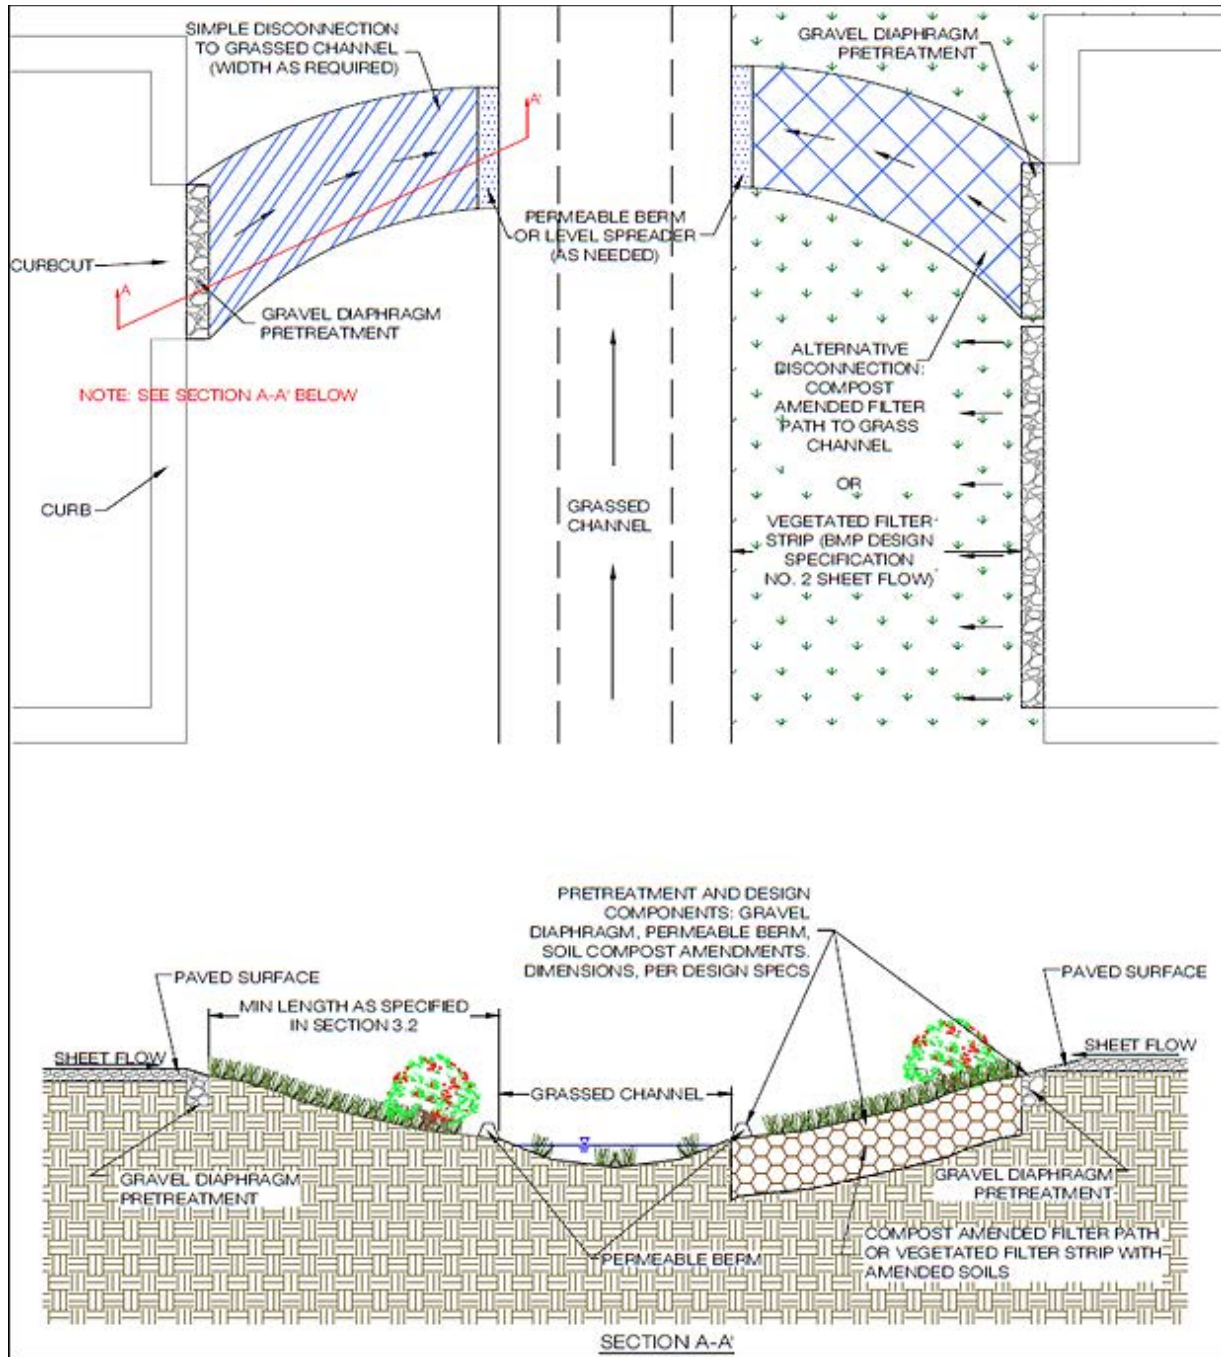 SIMPLE DISCONNECTION
TO GRASSED CHANNEL
(WIDTH AS REQUIRED)
GRAVEL DIAPHRAGM
PRETREATMENT
A'
PERMEABLE BERM
OR LEVEL SPREADER
(AS NEEDED)
CURBCUT
A
GRAVEL DIAPHRAGM
PRETREATMENT
NOTE: SEE SECTION A-A' BELOW
ALTERNATIVE
DISCONNECTION:
COMPOST
AMENDED FILTER
PATH TO GRASS
CHANNEL
OR
VEGETATED FILTER
STRIP (BMP DESIGN
SPECIFICATION
NO. 2 SHEET FLOW)
CURB
GRASSED
CHANNEL
PRETREATMENT AND DESIGN
COMPONENTS: GRAVEL
DIAPHRAGM, PERMEABLE BERM,
SOIL COMPOST AMENDMENTS.
DIMENSIONS, PER DESIGN SPECS
PAVED SURFACE
PAVED SURFACE
MIN LENGTH AS SPECIFIED
IN SECTION 3.2
SHEET FLOW
SHEET FLOW
GRASSED CHANNEL
GRAVEL DIAPHRAGM
PRETREATMENT
GRAVEL DIAPHRAGM
PRETREATMENT
PERMEABLE BERM
COMPOST AMENDED FILTER PATH
OR VEGETATED FILTER STRIP WITH
AMENDED SOILS
SECTION A-A'